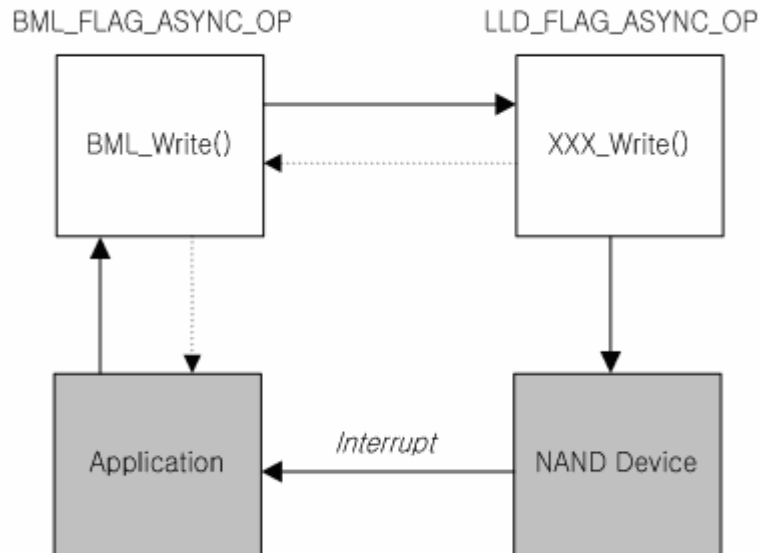 BML_FLAG_ASYNC_OP
LLD_FLAG_ASYNC_OP
BML_Write()
XXX_Write()
Application
Interrupt
NAND Device